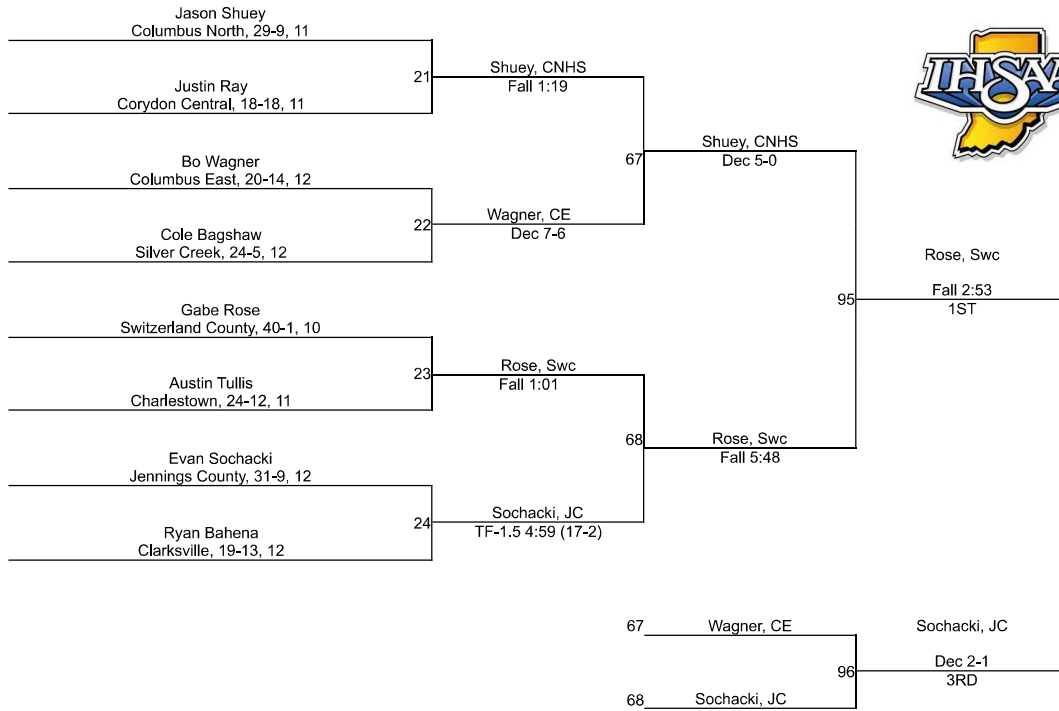 Jason Shuey
Columbus North, 29-9, 11
21
Shuey, CNHS
Fall 1:19
Justin Ray
Corydon Central, 18-18, 11
IHSAA
67
Shuey, CNHS
Dec 5-0
Bo Wagner
Columbus East, 20-14, 12
22
Wagner, CE
Dec 7-6
Cole Bagshaw
Silver Creek, 24-5, 12
95
Rose, Swc
Fall 2:53
1ST
Gabe Rose
Switzerland County, 40-1, 10
23
Rose, Swc
Fall 1:01
Austin Tullis
Charlestown, 24-12, 11
68
Rose, Swc
Fall 5:48
Evan Sochacki
Jennings County, 31-9, 12
24
Sochacki, JC
TF-1.5 4:59 (17-2)
Ryan Bahena
Clarksville, 19-13, 12
67
Wagner, CE
96
Sochacki, JC
Dec 2-1
3RD
68
Sochacki, JC